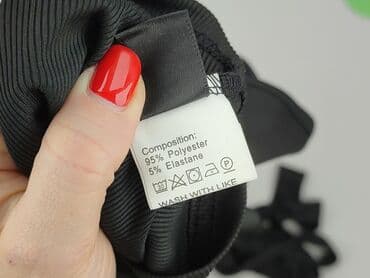 Composition:
95% Polyester
5% Elastane
WASH WITH LIKE